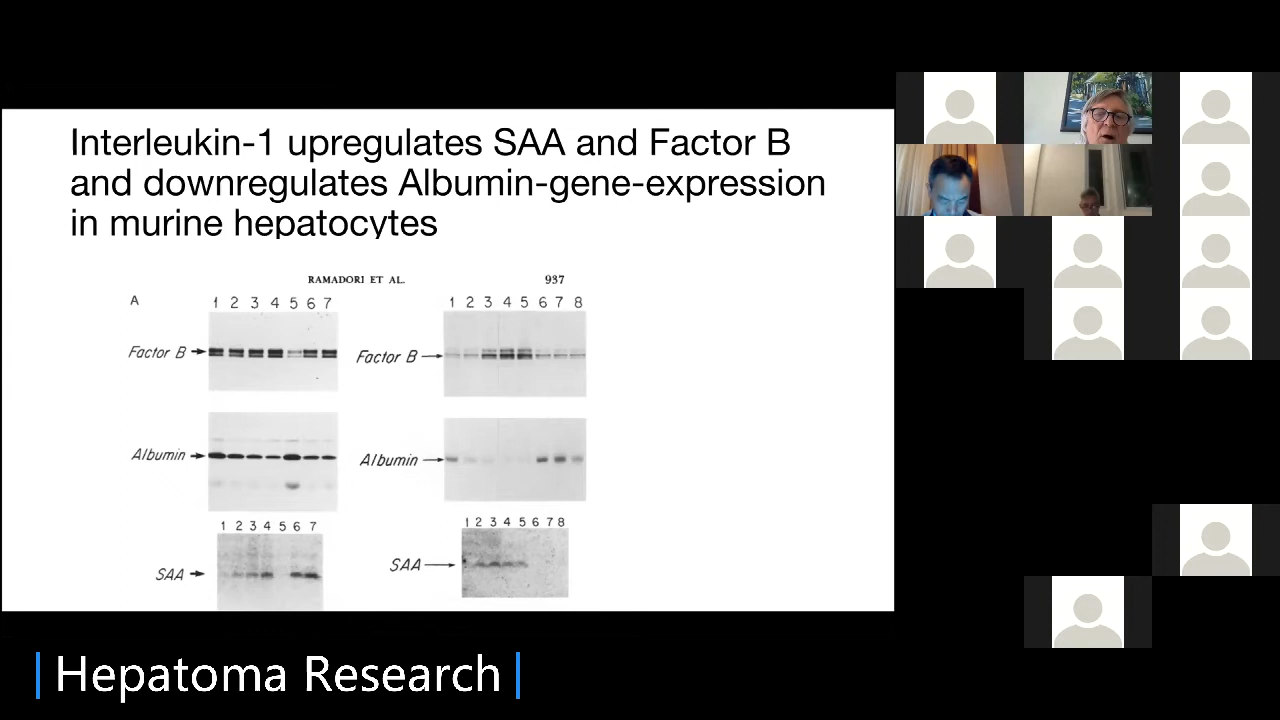 Interleukin-1 upregulates SAA and Factor B
and downregulates Albumin-gene-expression
in murine hepatocytes
RAMADORI ET AL. 937
A
1 2 3 4 5 6 7
Factor B
1 2 3 4 5 6 7 8
Factor B
Albumin
Albumin
1 2 3 4 5 6 7
SAA
1 2 3 4 5 6 7 8
SAA
| Hepatoma Research |